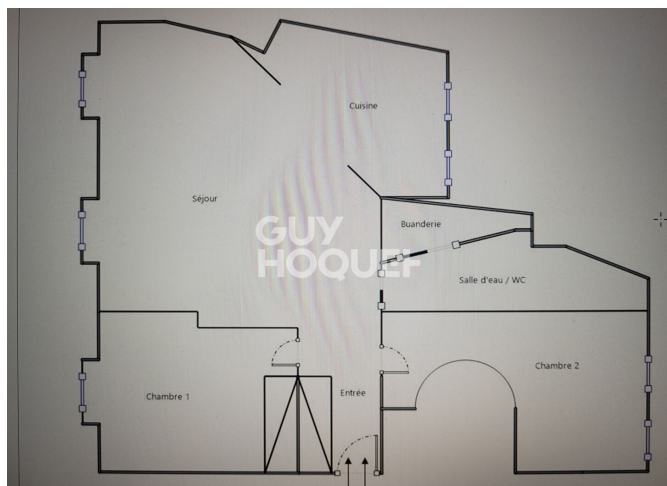 Cuisine
Séjour
Buanderie
GUY
HOQUET
Salle d'eau / WC
Chambre 2
Chambre 1
Entrée